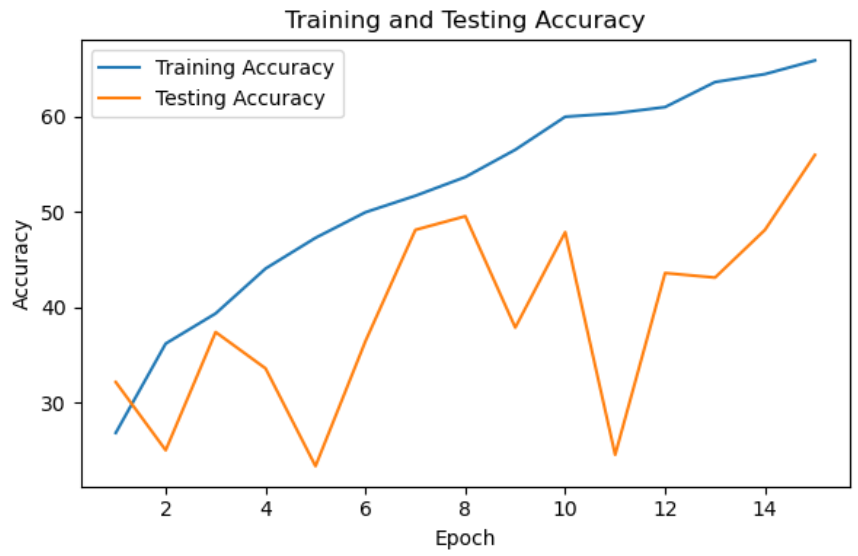 Training and Testing Accuracy
Training Accuracy
Testing Accuracy
60
50
40
30
Accuracy
2 4 6 8 10 12 14
Epoch